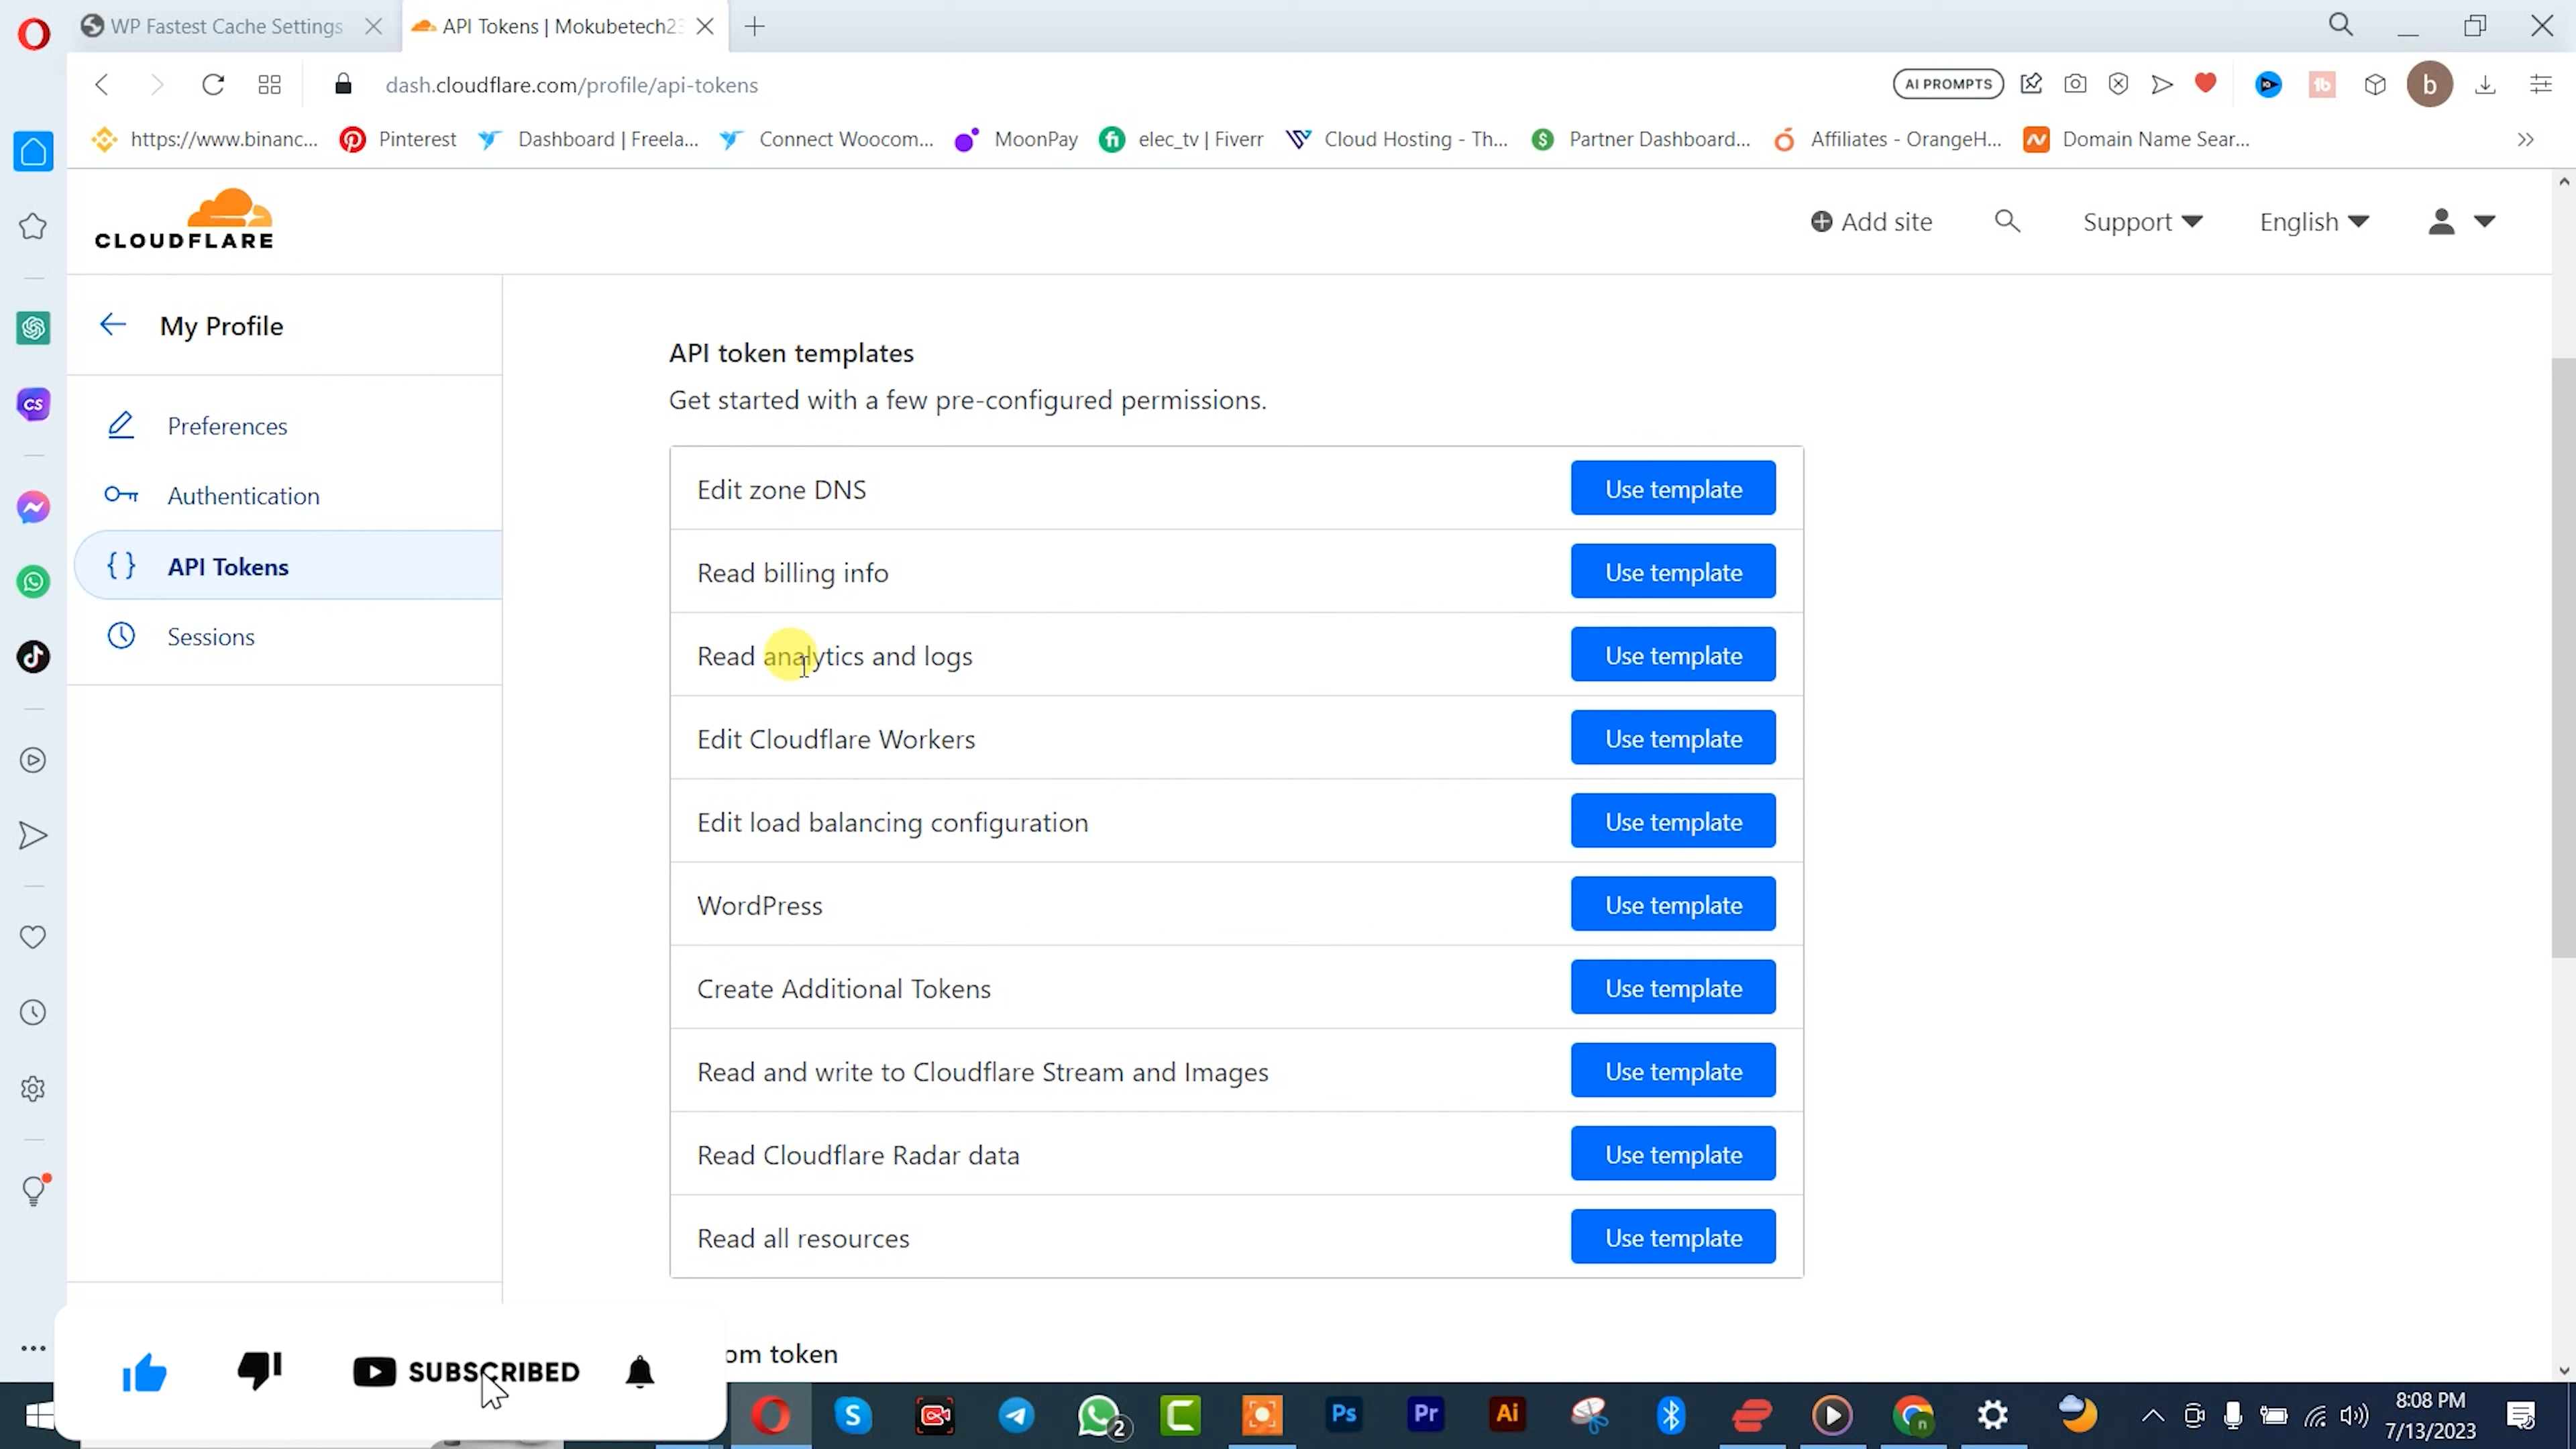 WP Fastest Cache Settings
API Tokens | Mokubetech23
dash.cloudflare.com/profile/api-tokens
AI PROMPTS
b
https://www.binanc...
Pinterest
Dashboard | Freela...
Connect Woocom...
MoonPay
elec_tv | Fiverr
Cloud Hosting - Th...
Partner Dashboard...
Affiliates - OrangeH...
Domain Name Sear...
CLOUDFLARE
Add site
Support
English
CS
My Profile
Preferences
Authentication
API Tokens
Sessions
API token templates
Get started with a few pre-configured permissions.
Edit zone DNS Use template
Read billing info Use template
Read analytics and logs Use template
Edit Cloudflare Workers Use template
Edit load balancing configuration Use template
WordPress Use template
Create Additional Tokens Use template
Read and write to Cloudflare Stream and Images Use template
Read Cloudflare Radar data Use template
Read all resources Use template
om token
SUBSCRIBED
2
Ps
Pr
Ai
8:08 PM
7/13/2023